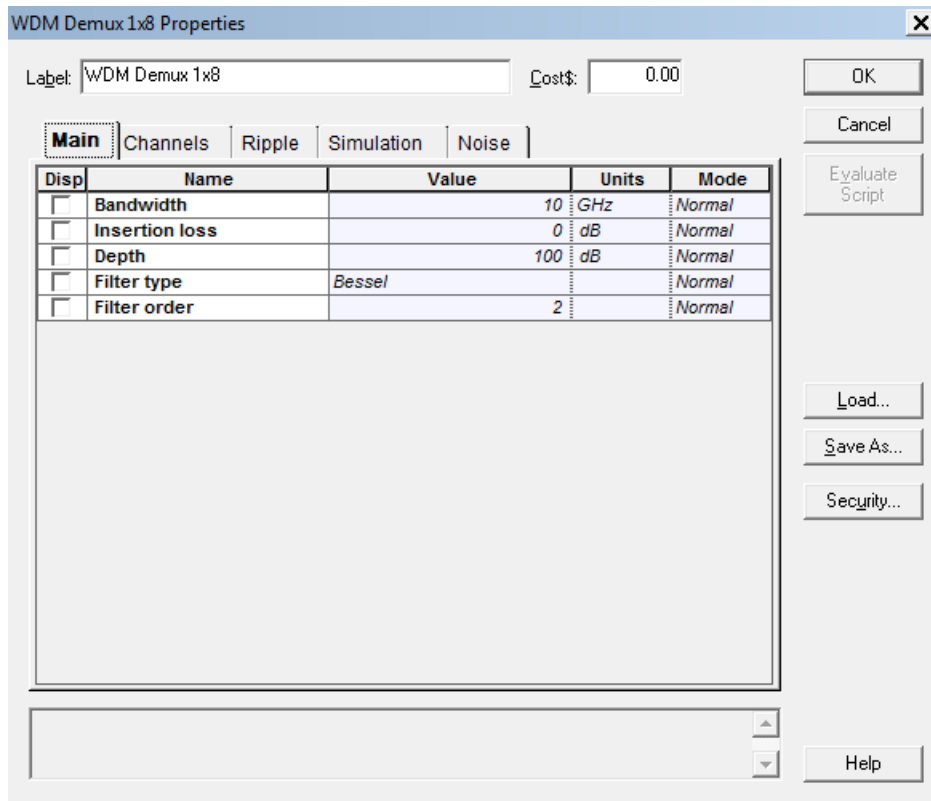 WDM Demux 1x8 Properties
Label: WDM Demux 1x8 Cost$: 0.00 OK
Cancel
Main Channels Ripple Simulation Noise
Evaluate Script
Disp Name Value Units Mode
Bandwidth 10 GHz Normal
Insertion loss 0 dB Normal
Depth 100 dB Normal
Filter type Bessel Normal
Filter order 2 Normal
Load...
Save As...
Security...
Help